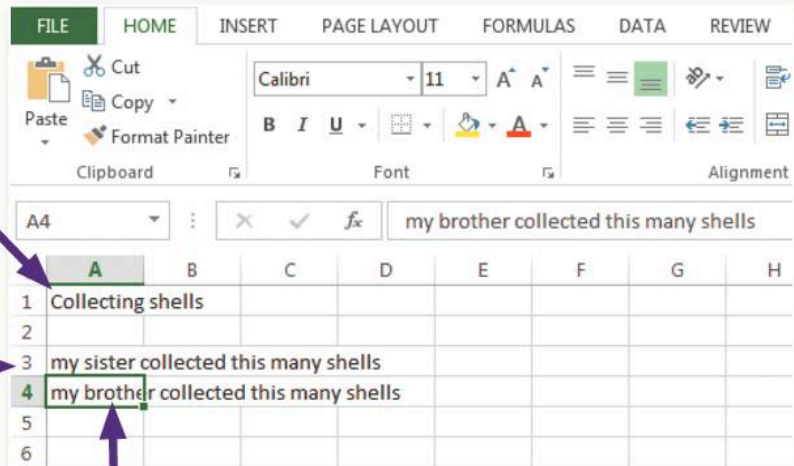 FILE HOME INSERT PAGE LAYOUT FORMULAS DATA REVIEW
Cut
Copy
Format Painter
Paste
Calibri 11 A A
B I U A
Clipboard Font Alignment
A4 fx my brother collected this many shells
A B C D E F G H
1 Collecting shells
2
3 my sister collected this many shells
4 my brother collected this many shells
5
6